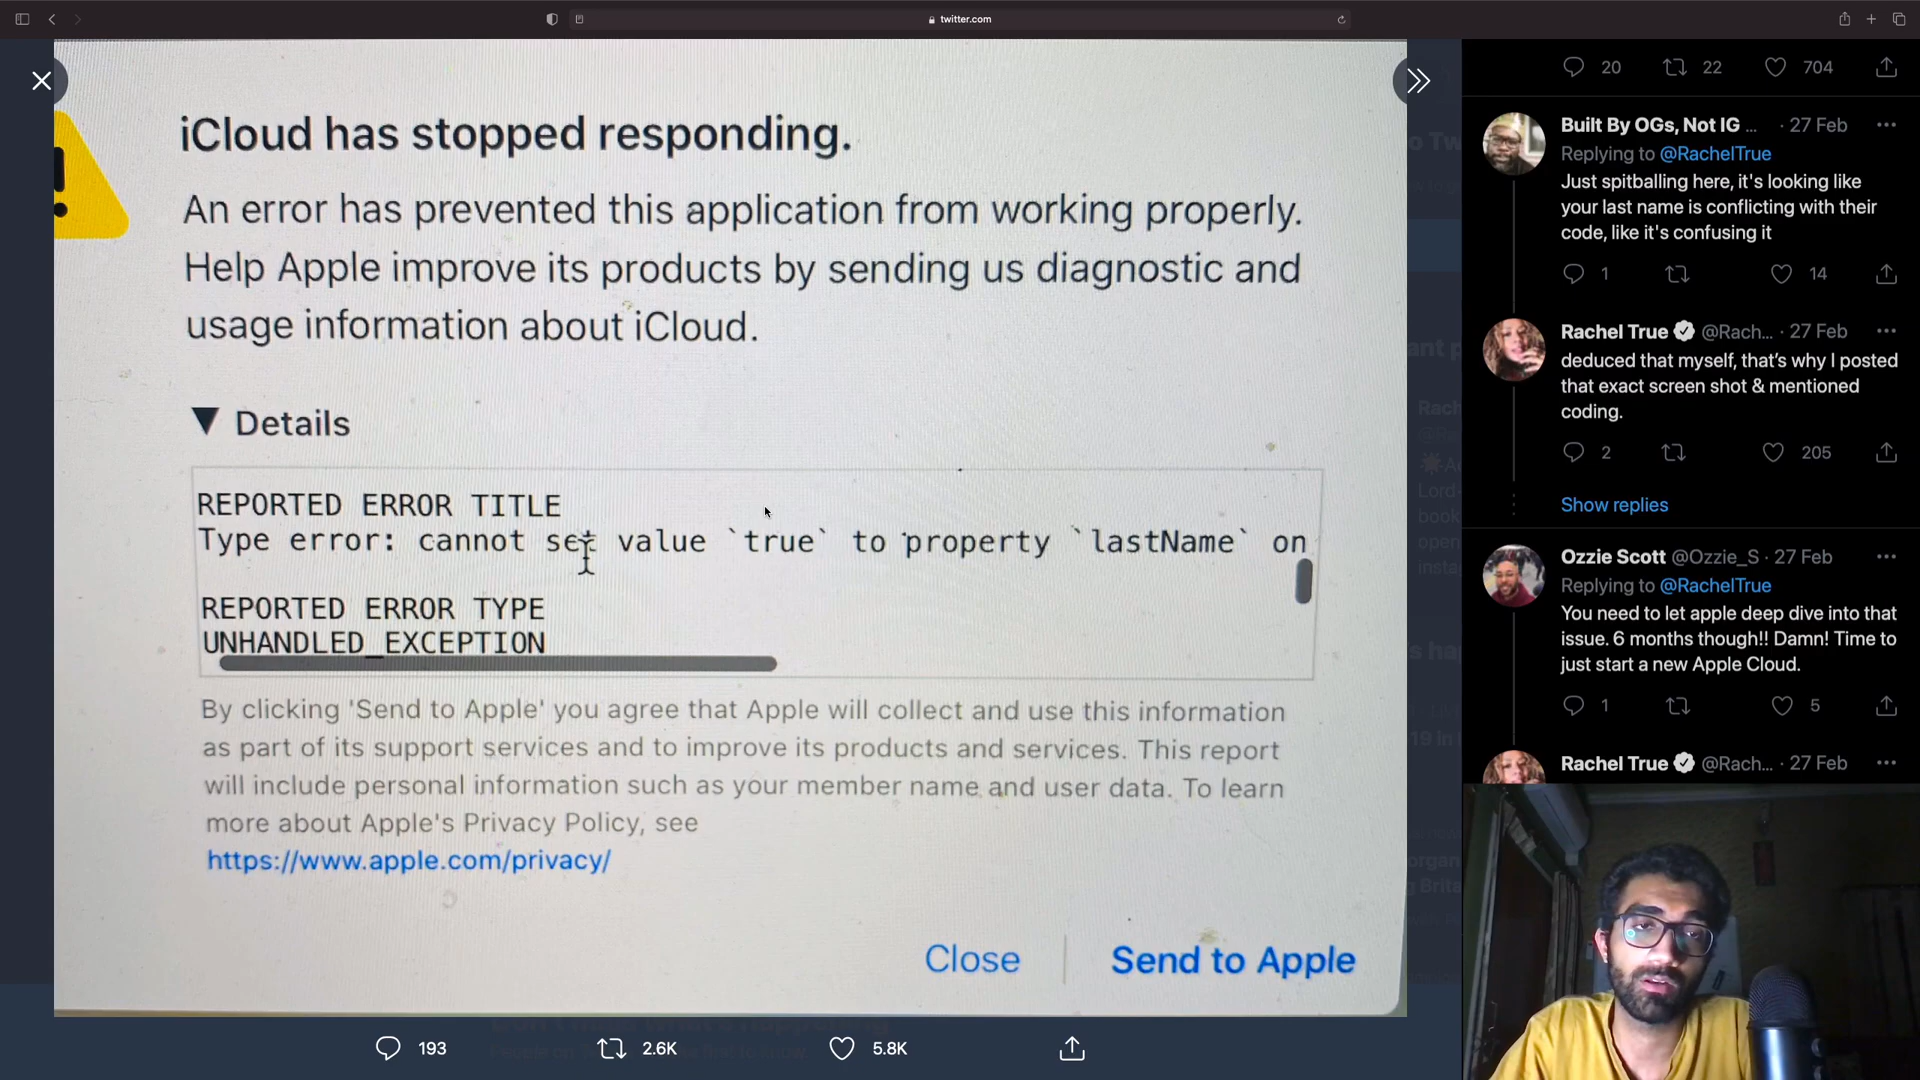 twitter.com
iCloud has stopped responding.
An error has prevented this application from working properly.
Help Apple improve its products by sending us diagnostic and
usage information about iCloud.
▼ Details
REPORTED ERROR TITLE
Type error: cannot set value `true` to property `lastName` on
REPORTED ERROR TYPE
UNHANDLED_EXCEPTION
By clicking 'Send to Apple' you agree that Apple will collect and use this information
as part of its support services and to improve its products and services. This report
will include personal information such as your member name and user data. To learn
more about Apple's Privacy Policy, see
https://www.apple.com/privacy/
Close
Send to Apple
193
2.6K
5.8K
20 22 704
Built By OGs, Not IG ... · 27 Feb
Replying to @RachelTrue
Just spitballing here, it's looking like
your last name is conflicting with their
code, like it's confusing it
1 14
Rachel True @Rach... · 27 Feb
deduced that myself, that's why I posted
that exact screen shot & mentioned
coding.
2 205
Show replies
Ozzie Scott @Ozzie_S · 27 Feb
Replying to @RachelTrue
You need to let apple deep dive into that
issue. 6 months though!! Damn! Time to
just start a new Apple Cloud.
1 5
Rachel True @Rach... · 27 Feb